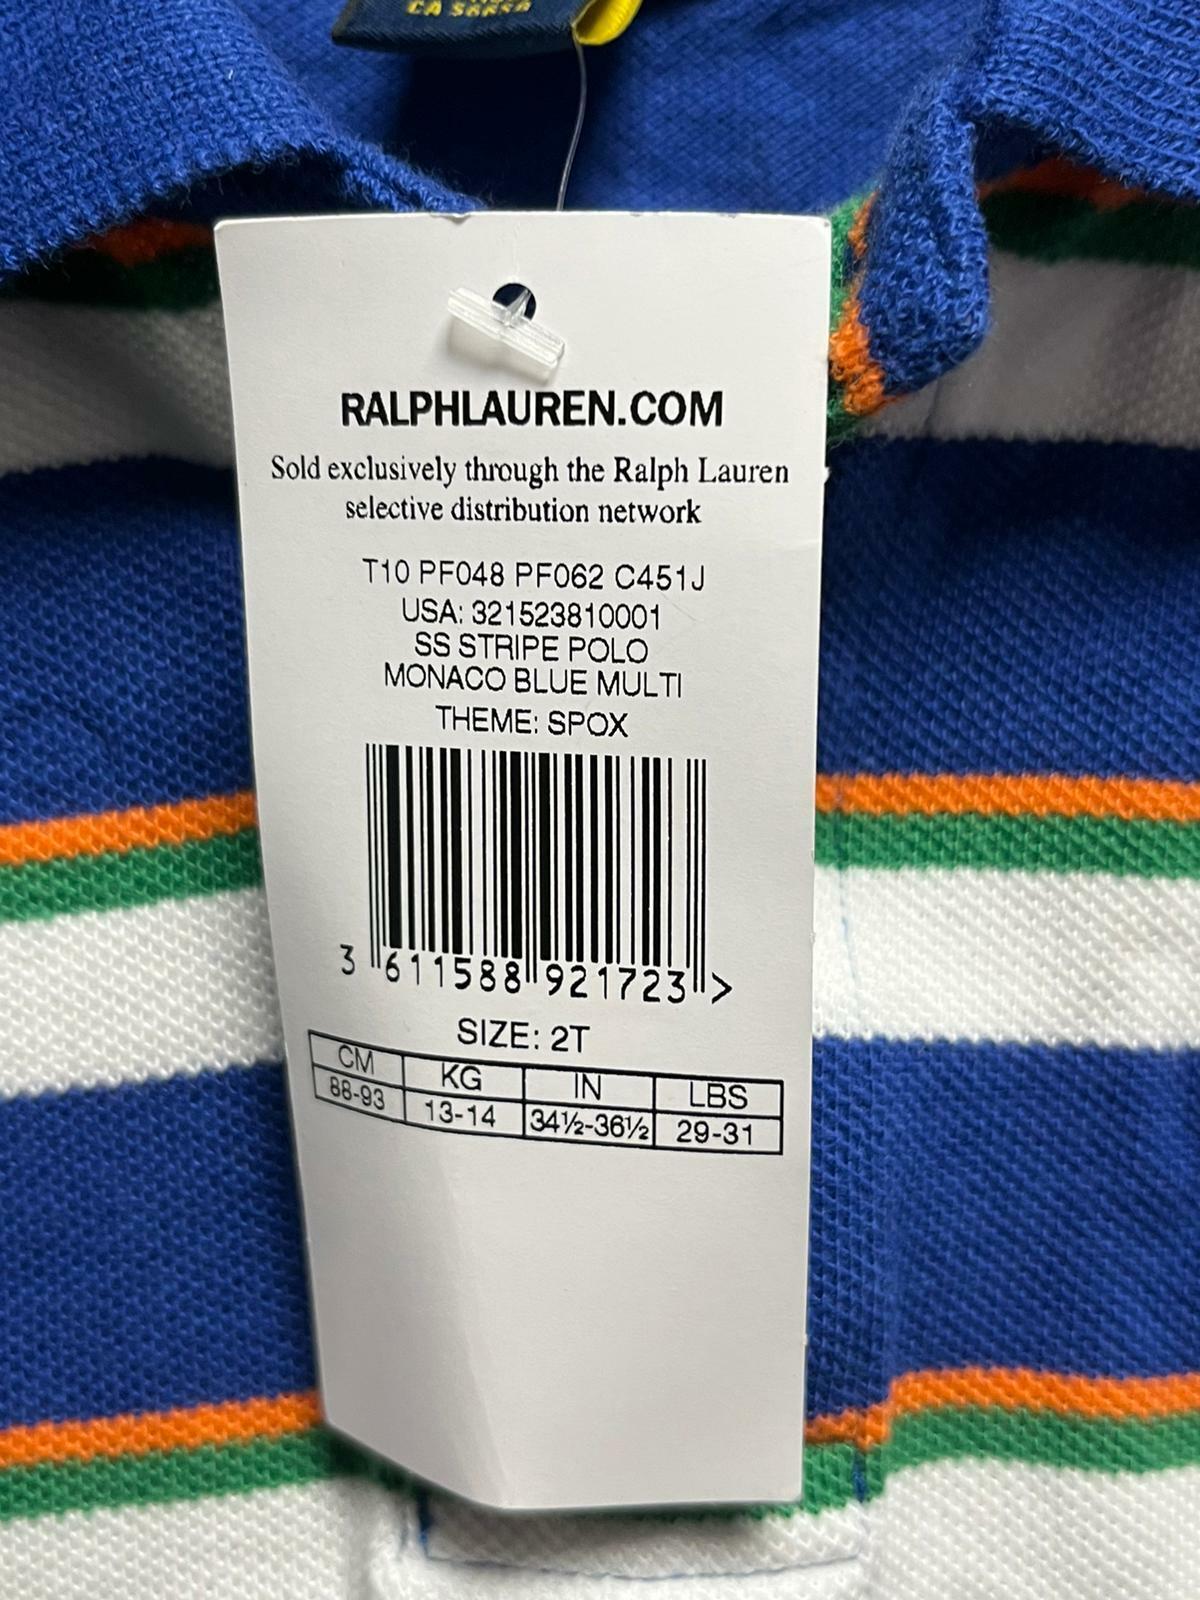 CA 56656
RALPHLAUREN.COM
Sold exclusively through the Ralph Lauren
selective distribution network
T10 PF048 PF062 C451J
USA: 321523810001
SS STRIPE POLO
MONACO BLUE MULTI
THEME: SPOX
3 611588 921723 >
SIZE: 2T
CM KG IN LBS
88-93 13-14 34½-36½ 29-31